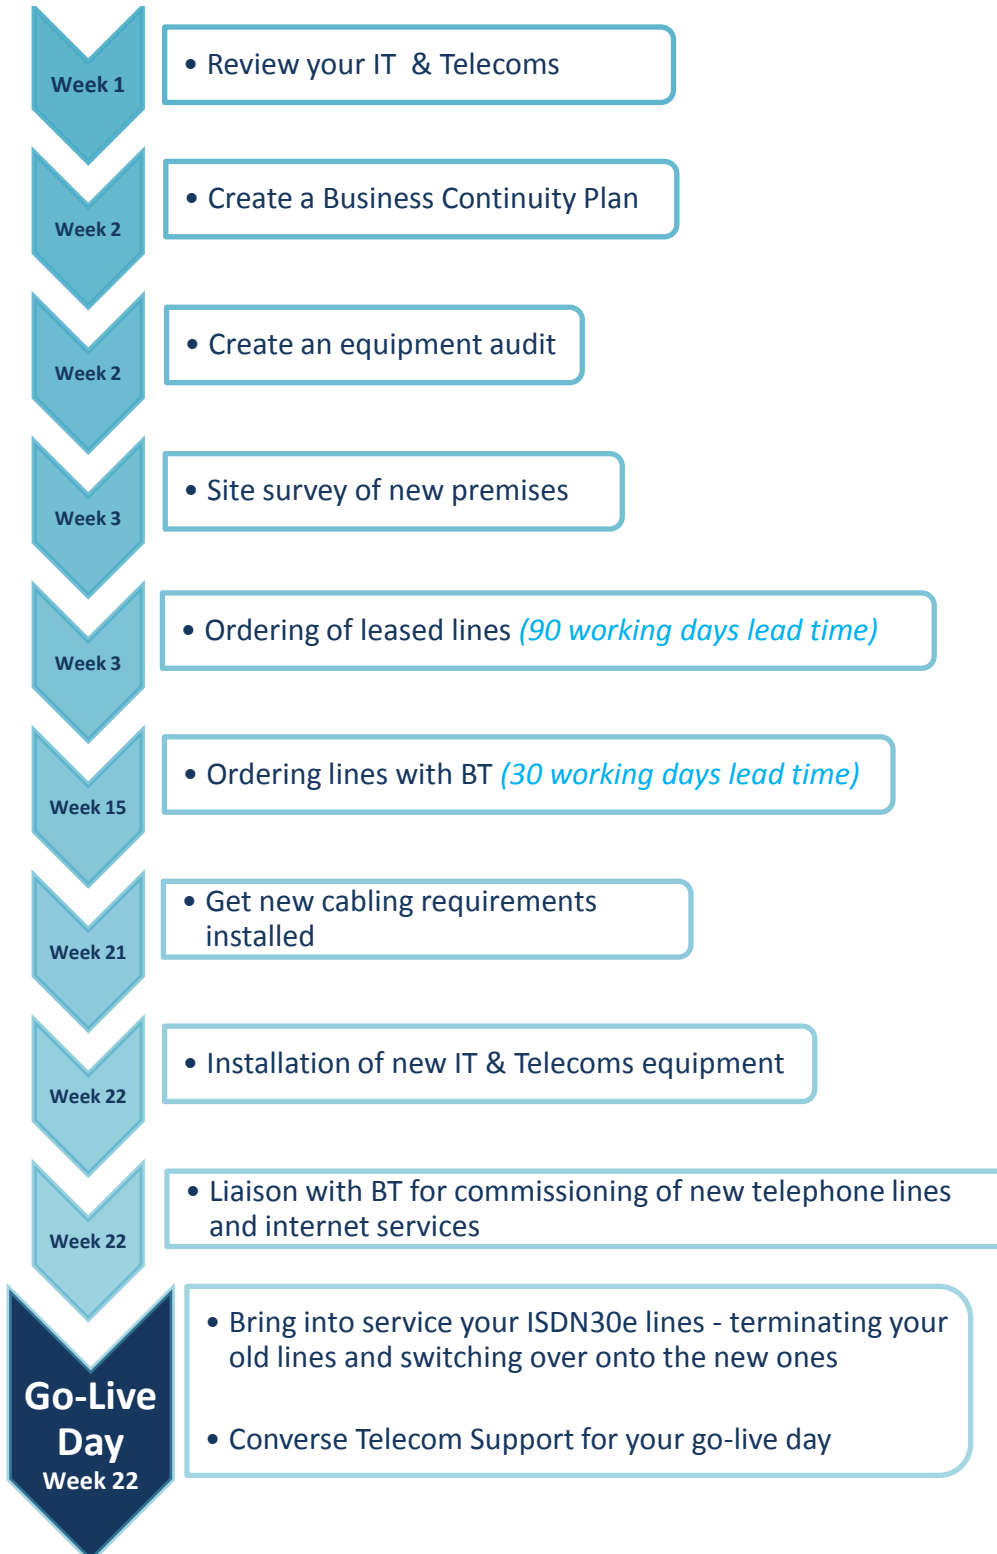 Week 1
• Review your IT & Telecoms
Week 2
• Create a Business Continuity Plan
Week 2
• Create an equipment audit
Week 3
• Site survey of new premises
Week 3
• Ordering of leased lines (90 working days lead time)
Week 15
• Ordering lines with BT (30 working days lead time)
Week 21
• Get new cabling requirements
installed
Week 22
• Installation of new IT & Telecoms equipment
Week 22
• Liaison with BT for commissioning of new telephone lines
and internet services
Go-Live
Day
Week 22
• Bring into service your ISDN30e lines - terminating your
old lines and switching over onto the new ones
• Converse Telecom Support for your go-live day